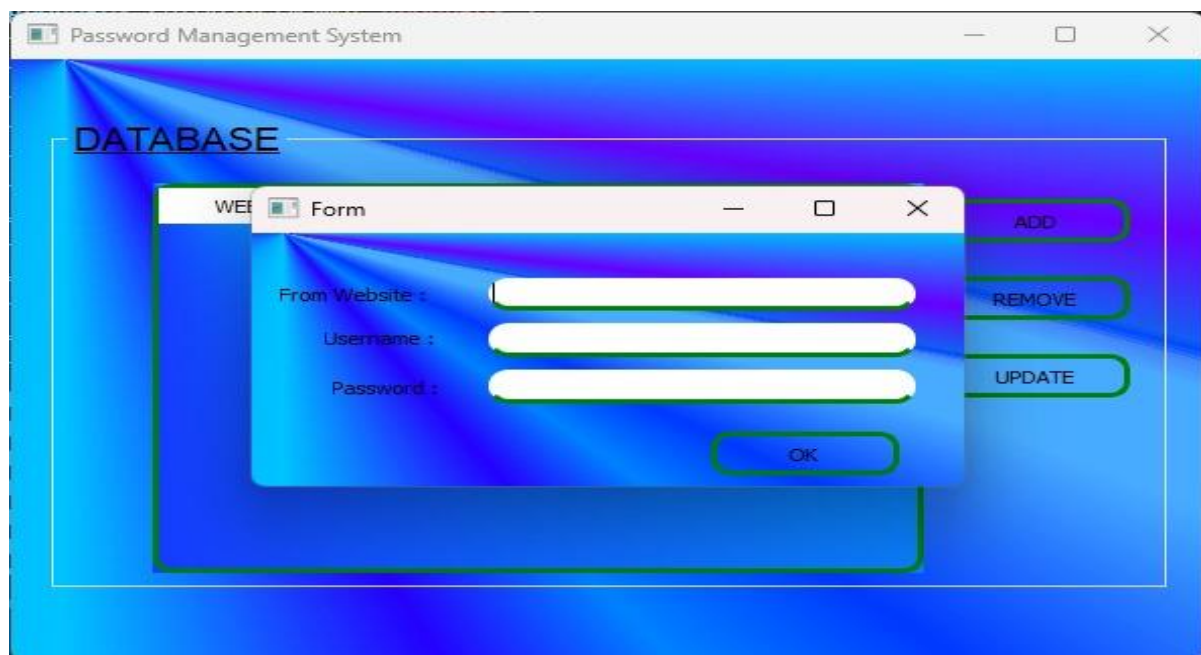 Password Management System
DATABASE
Form
ADD
From Website :
REMOVE
Username :
UPDATE
Password :
OK